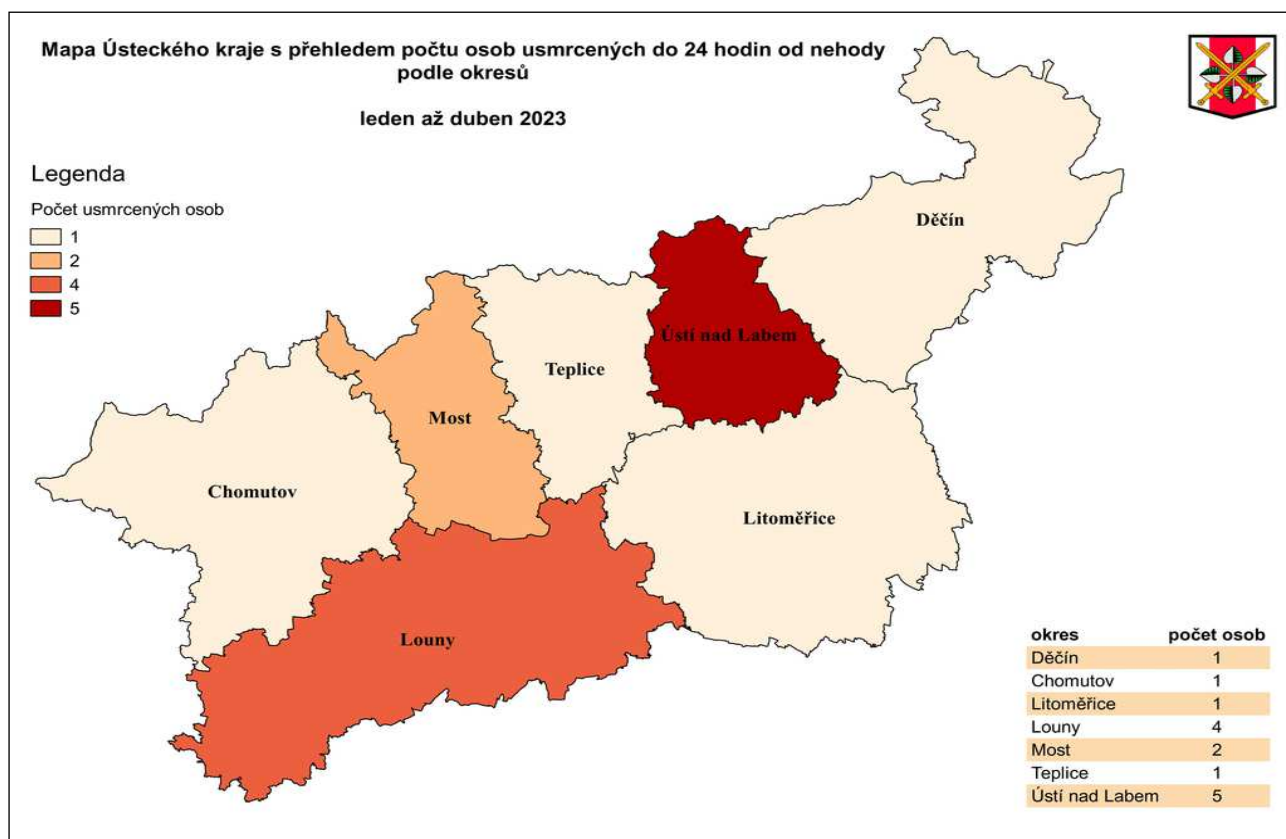 Mapa Ústeckého kraje s přehledem počtu osob usmrcených do 24 hodin od nehody
podle okresů
leden až duben 2023
Legenda
Počet usmrcených osob
1
2
4
5
Děčín
Ústí nad Labem
Teplice
Most
Chomutov
Litoměřice
Louny
okres počet osob
Děčín 1
Chomutov 1
Litoměřice 1
Louny 4
Most 2
Teplice 1
Ústí nad Labem 5